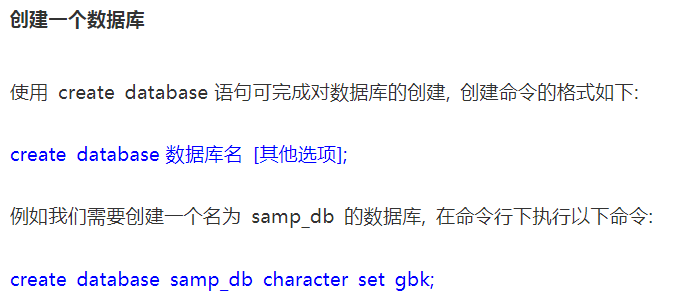 创建一个数据库
使用 create database 语句可完成对数据库的创建, 创建命令的格式如下:
create database 数据库名 [其他选项];
例如我们需要创建一个名为 samp_db 的数据库, 在命令行下执行以下命令:
create database samp_db character set gbk;